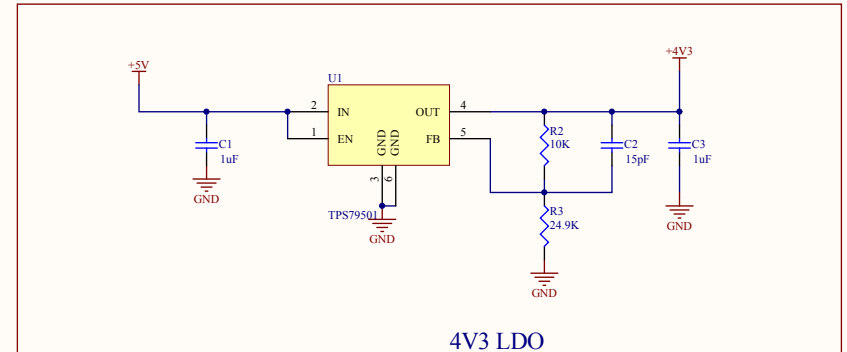 +5V
+4V3
U1
2
IN
OUT
4
1
EN
FB
5
GND
GND
3
6
C1
1uF
GND
TPS79501
GND
R2
10K
C2
15pF
C3
1uF
GND
R3
24.9K
GND
4V3 LDO